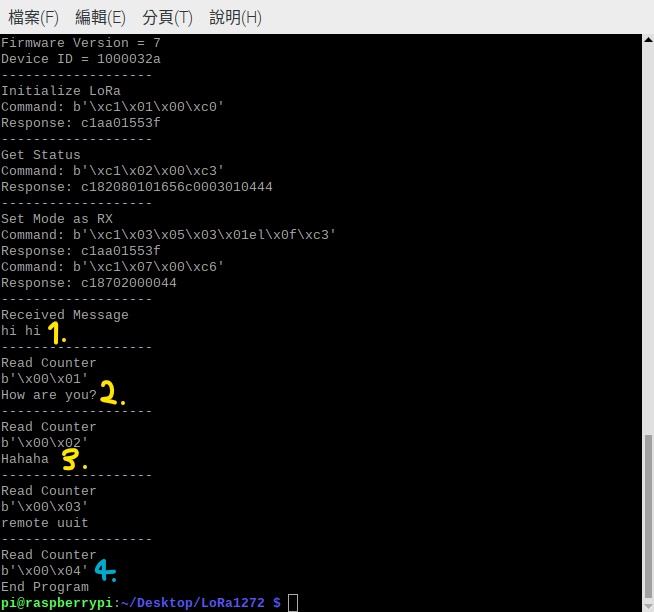 檔案(F) 編輯(E) 分頁(T) 說明(H)
Firmware Version = 7
Device ID = 1000032a
-------------------
Initialize LoRa
Command: b'\xc1\x01\x00\xc0'
Response: c1aa01553f
-------------------
Get Status
Command: b'\xc1\x02\x00\xc3'
Response: c182080101656c0003010444
-------------------
Set Mode as RX
Command: b'\xc1\x03\x05\x03\x01el\x0f\xc3'
Response: c1aa01553f
Command: b'\xc1\x07\x00\xc6'
Response: c18702000044
-------------------
Received Message
hi hi 1.
-------------------
Read Counter
b'\x00\x01'
How are you? 2.
-------------------
Read Counter
b'\x00\x02'
Hahaha 3.
-------------------
Read Counter
b'\x00\x03'
remote uuit
-------------------
Read Counter
b'\x00\x04' 4.
End Program
pi@raspberrypi:~/Desktop/LoRa1272 $